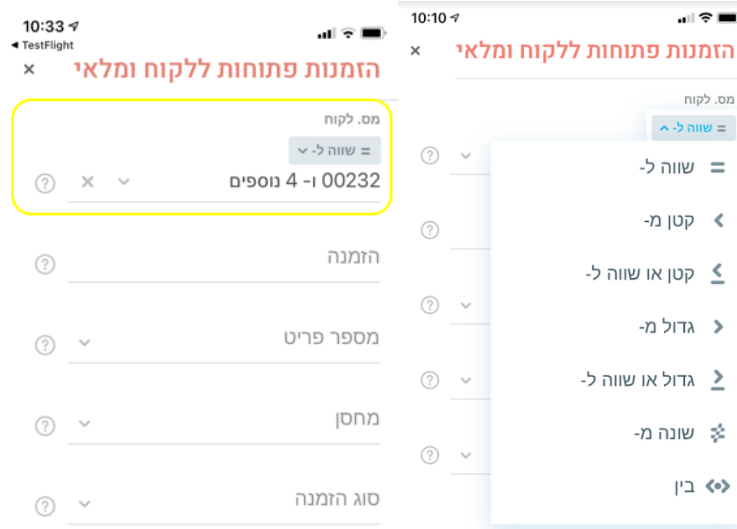 10:33
◀ TestFlight
הזמנות פתוחות ללקוח ומלאי
מס. לקוח
= שווה ל-
00232 ו- 4 נוספים
הזמנה
מספר פריט
מחסן
סוג הזמנה
10:10
הזמנות פתוחות ללקוח ומלאי
מס. לקוח
= שווה ל-
שווה ל-
קטן מ-
קטן או שווה ל-
גדול מ-
גדול או שווה ל-
שונה מ-
בין